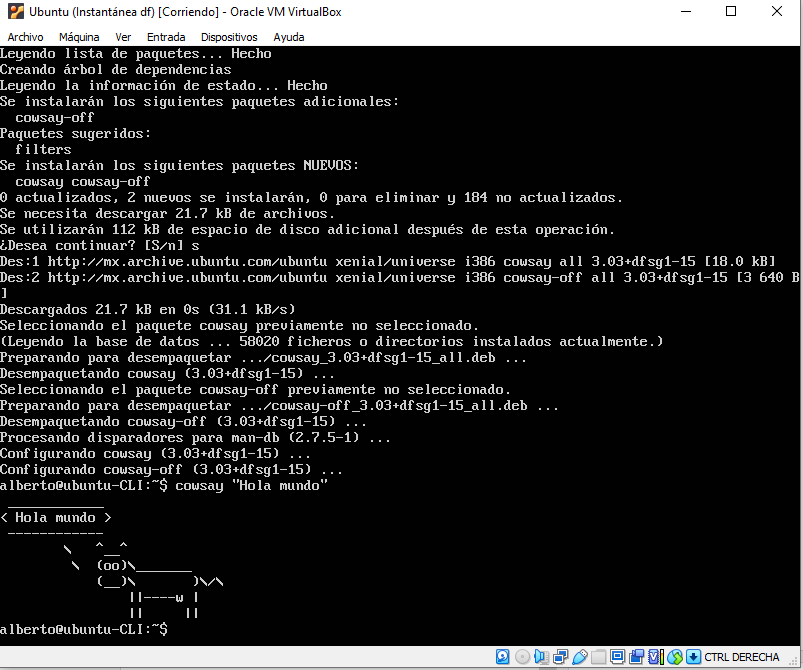 Ubuntu (Instantánea df) [Corriendo] - Oracle VM VirtualBox
Archivo Máquina Ver Entrada Dispositivos Ayuda
Leyendo lista de paquetes... Hecho
Creando árbol de dependencias
Leyendo la información de estado... Hecho
Se instalarán los siguientes paquetes adicionales:
  cowsay-off
Paquetes sugeridos:
  filters
Se instalarán los siguientes paquetes NUEVOS:
  cowsay cowsay-off
0 actualizados, 2 nuevos se instalarán, 0 para eliminar y 184 no actualizados.
Se necesita descargar 21.7 kB de archivos.
Se utilizarán 112 kB de espacio de disco adicional después de esta operación.
¿Desea continuar? [S/n] s
Des:1 http://mx.archive.ubuntu.com/ubuntu xenial/universe i386 cowsay all 3.03+dfsg1-15 [18.0 kB]
Des:2 http://mx.archive.ubuntu.com/ubuntu xenial/universe i386 cowsay-off all 3.03+dfsg1-15 [3 640 B
]
Descargados 21.7 kB en 0s (31.1 kB/s)
Seleccionando el paquete cowsay previamente no seleccionado.
(Leyendo la base de datos ... 58020 ficheros o directorios instalados actualmente.)
Preparando para desempaquetar .../cowsay_3.03+dfsg1-15_all.deb ...
Desempaquetando cowsay (3.03+dfsg1-15) ...
Seleccionando el paquete cowsay-off previamente no seleccionado.
Preparando para desempaquetar .../cowsay-off_3.03+dfsg1-15_all.deb ...
Desempaquetando cowsay-off (3.03+dfsg1-15) ...
Procesando disparadores para man-db (2.7.5-1) ...
Configurando cowsay (3.03+dfsg1-15) ...
Configurando cowsay-off (3.03+dfsg1-15) ...
alberto@ubuntu-CLI:~$ cowsay "Hola mundo"
 ____________
< Hola mundo >
 ------------
        \   ^__^
         \  (oo)\_______
            (__)\       )\/\
                ||----w |
                ||     ||
alberto@ubuntu-CLI:~$
CTRL DERECHA